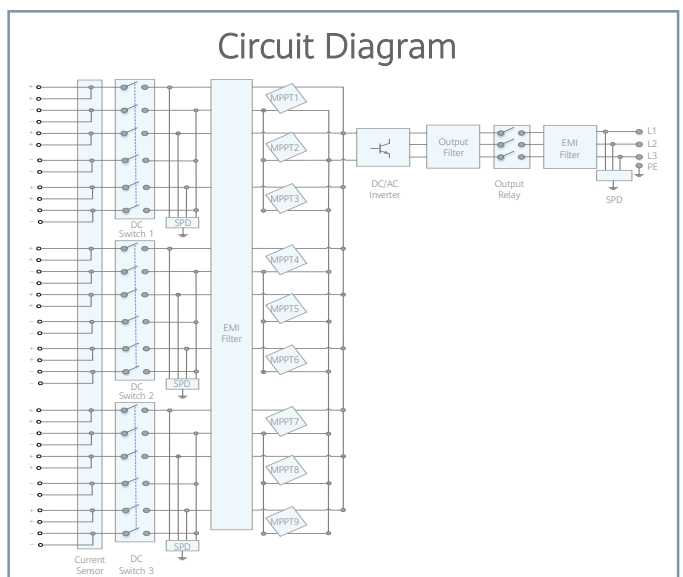 Circuit Diagram
+
+
−
−
+
+
−
−
+
+
−
−
DC
Switch 1
SPD
MPPT1
MPPT2
MPPT3
+
+
−
−
+
+
−
−
+
+
−
−
DC
Switch 2
SPD
MPPT4
MPPT5
MPPT6
+
+
−
−
+
+
−
−
+
+
−
−
Current
Sensor
DC
Switch 3
SPD
EMI
Filter
MPPT7
MPPT8
MPPT9
DC/AC
Inverter
Output
Filter
Output
Relay
EMI
Filter
L1
L2
L3
PE
SPD